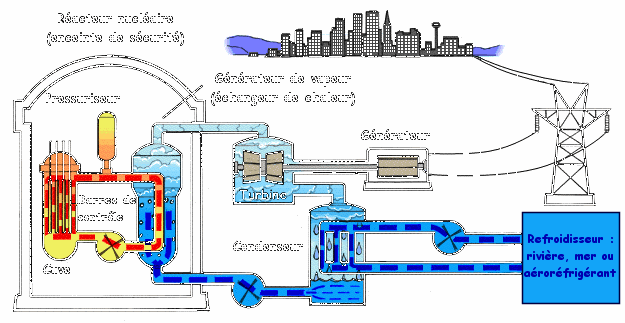 Réacteur nucléaire
(enceinte de sécurité)
Générateur de vapeur
(échangeur de chaleur)
Pressuriseur
Générateur
Barres de
contrôle
Turbine
Cuve
Condenseur
Refroidisseur :
rivière, mer ou
aéroréfrigérant